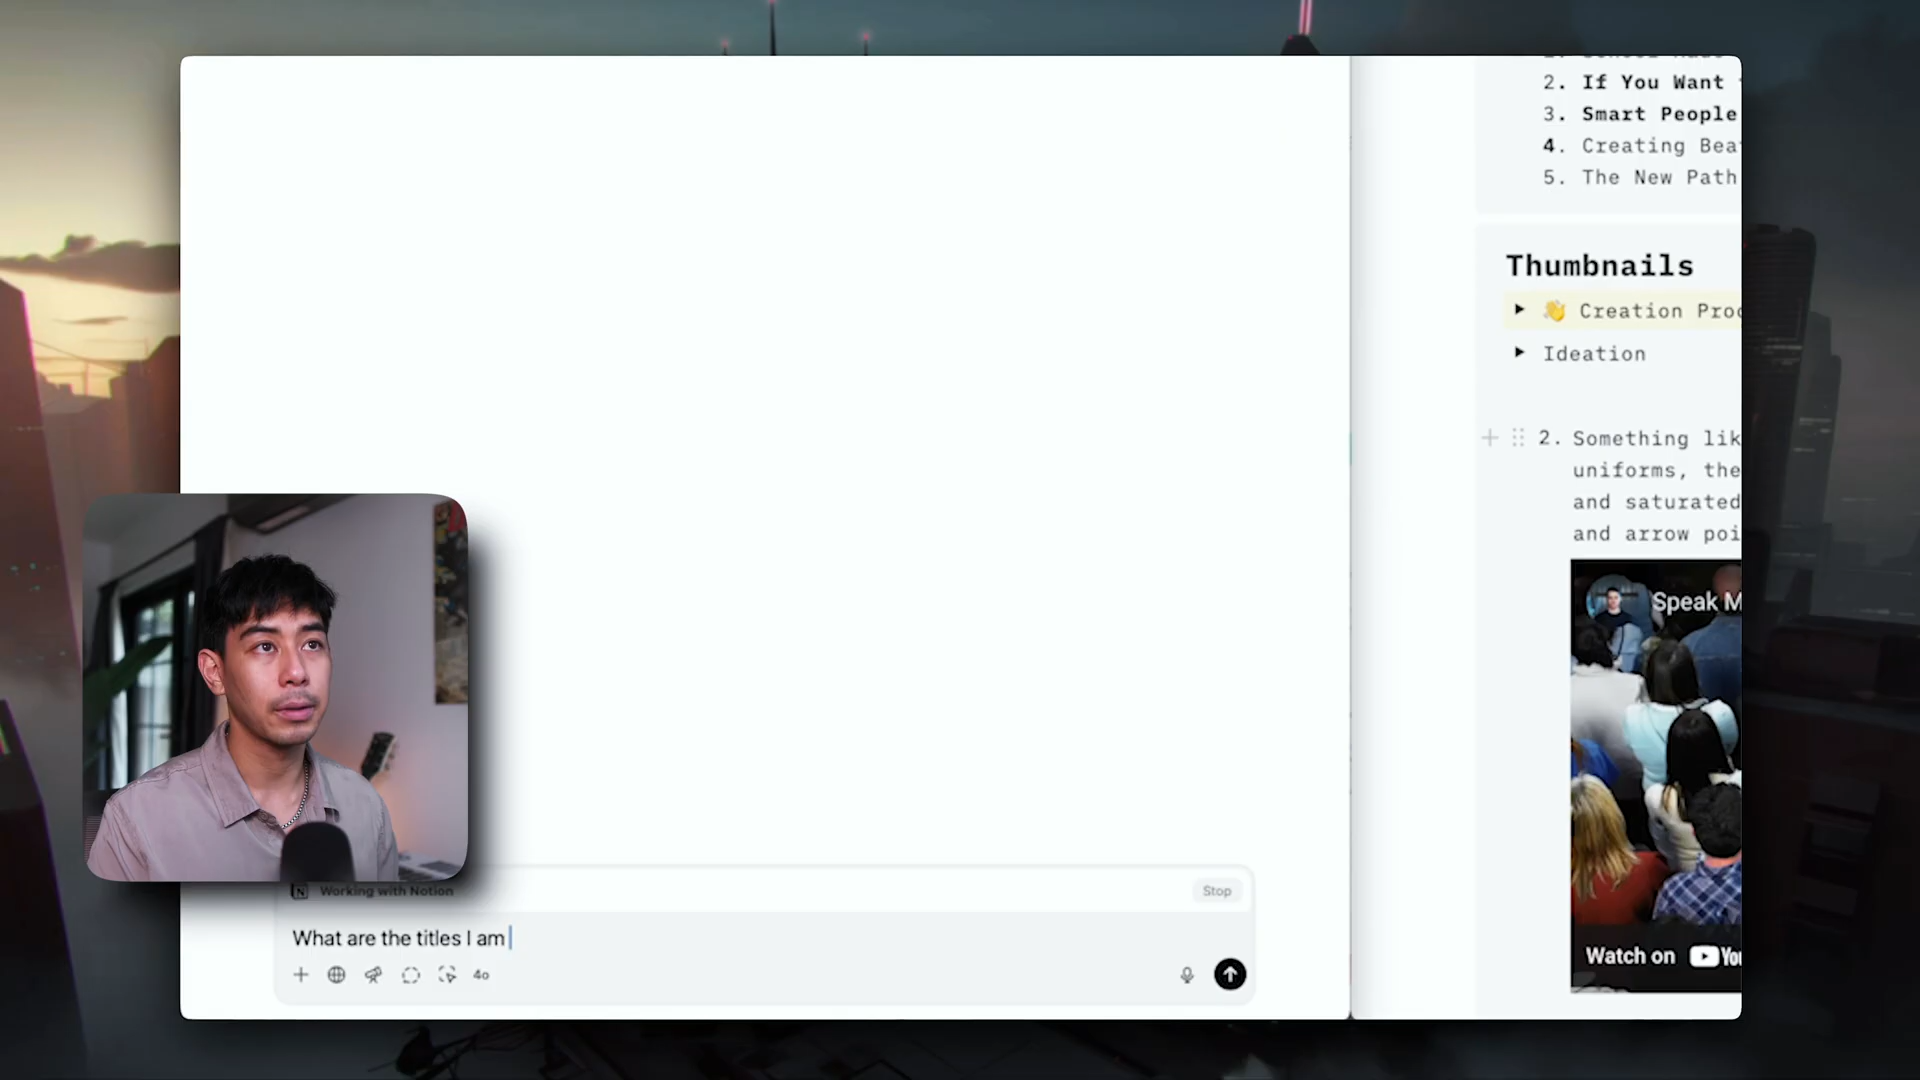 2. If You Want
3. Smart People
4. Creating Bea
5. The New Path
Thumbnails
Creation Proc
Ideation
2. Something lik
uniforms, the
and saturated
and arrow poi
Speak M
Watch on You
Working with Notion
Stop
What are the titles I am
4o